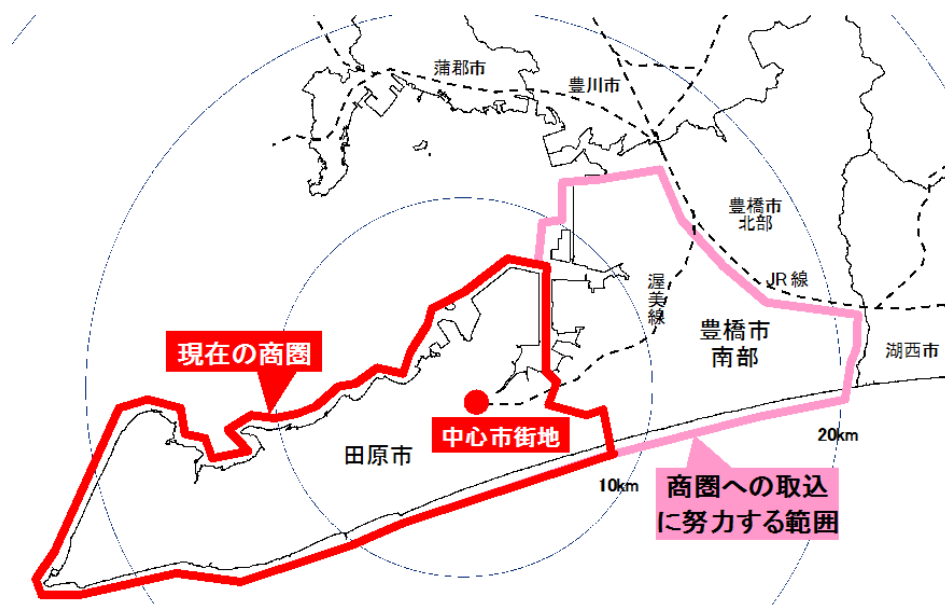 蒲郡市
豊川市
豊橋市
北部
JR線
渥美線
豊橋市
南部
湖西市
現在の商圏
中心市街地
田原市
20km
10km
商圏への取込
に努力する範囲